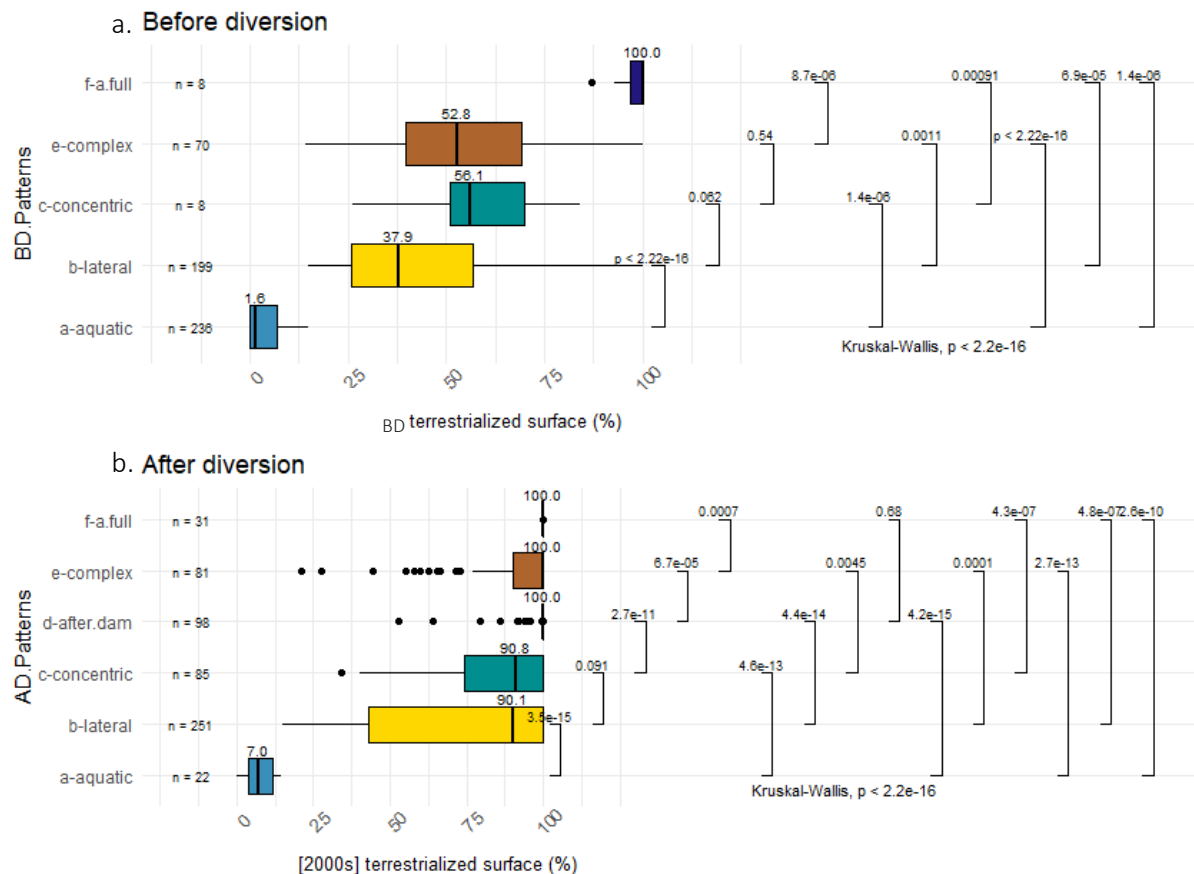 a. Before diversion
100.0
f-a.full
n = 8
8.7e-06
0.00091
6.9e-05
1.4e-06
52.8
e-complex
n = 70
0.54
0.0011
p < 2.22e-16
56.1
c-concentric
n = 8
0.062
1.4e-06
37.9
b-lateral
n = 199
p < 2.22e-16
1.6
a-aquatic
n = 236
Kruskal-Wallis, p < 2.2e-16
BD.Patterns
0
25
50
75
100
BD terrestrialized surface (%)
b. After diversion
100.0
f-a.full
n = 31
0.0007
0.68
4.3e-07
4.8e-07
2.6e-10
100.0
e-complex
n = 81
6.7e-05
0.0045
0.0001
2.7e-13
100.0
d-after.dam
n = 98
2.7e-11
4.4e-14
4.2e-15
90.8
c-concentric
n = 85
0.091
4.6e-13
90.1
b-lateral
n = 251
3.5e-15
7.0
a-aquatic
n = 22
Kruskal-Wallis, p < 2.2e-16
AD.Patterns
0
25
50
75
100
[2000s] terrestrialized surface (%)